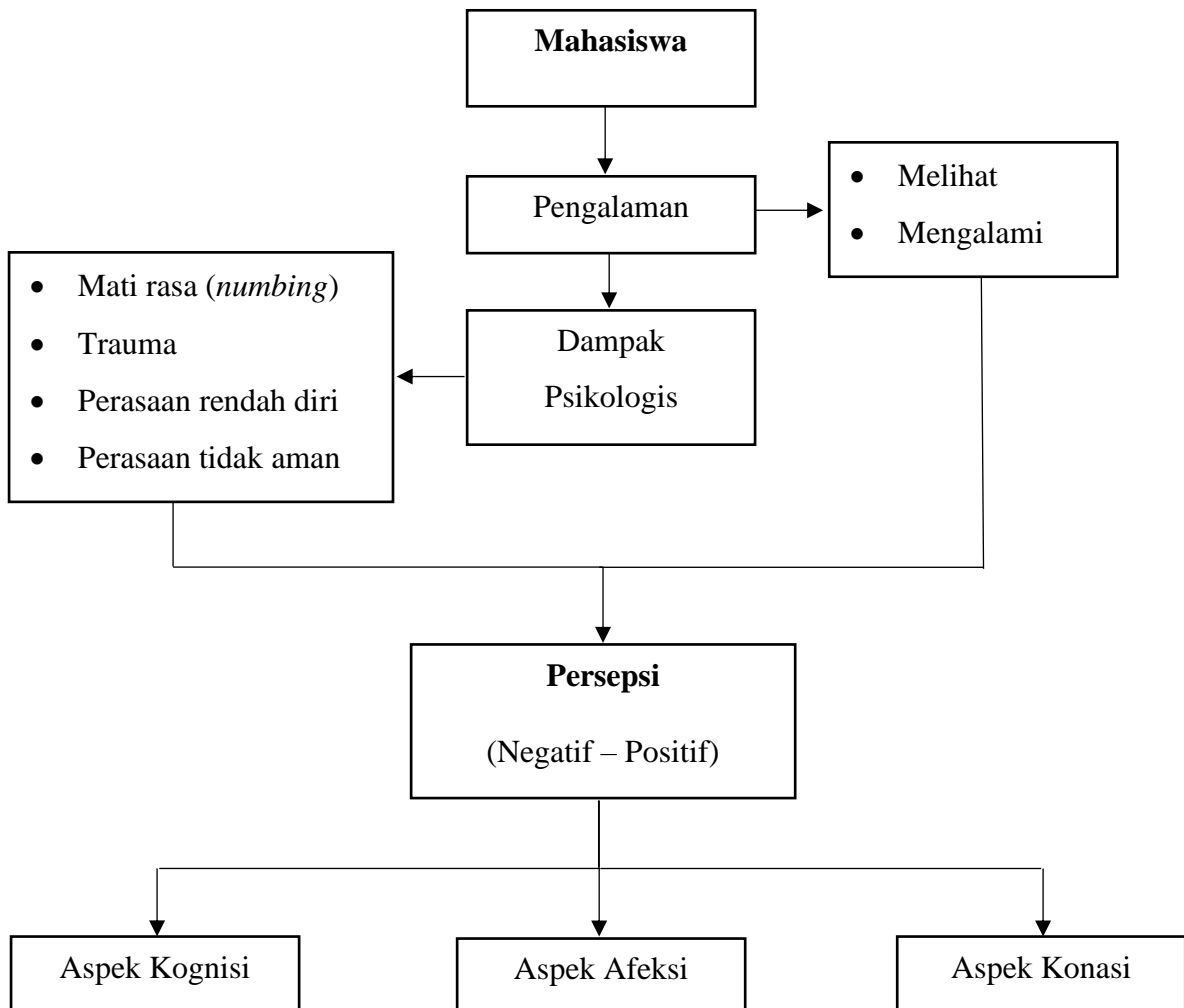 Mahasiswa
Pengalaman
• Melihat
• Mengalami
• Mati rasa (numbing)
• Trauma
• Perasaan rendah diri
• Perasaan tidak aman
Dampak
Psikologis
Persepsi
(Negatif – Positif)
Aspek Kognisi
Aspek Afeksi
Aspek Konasi